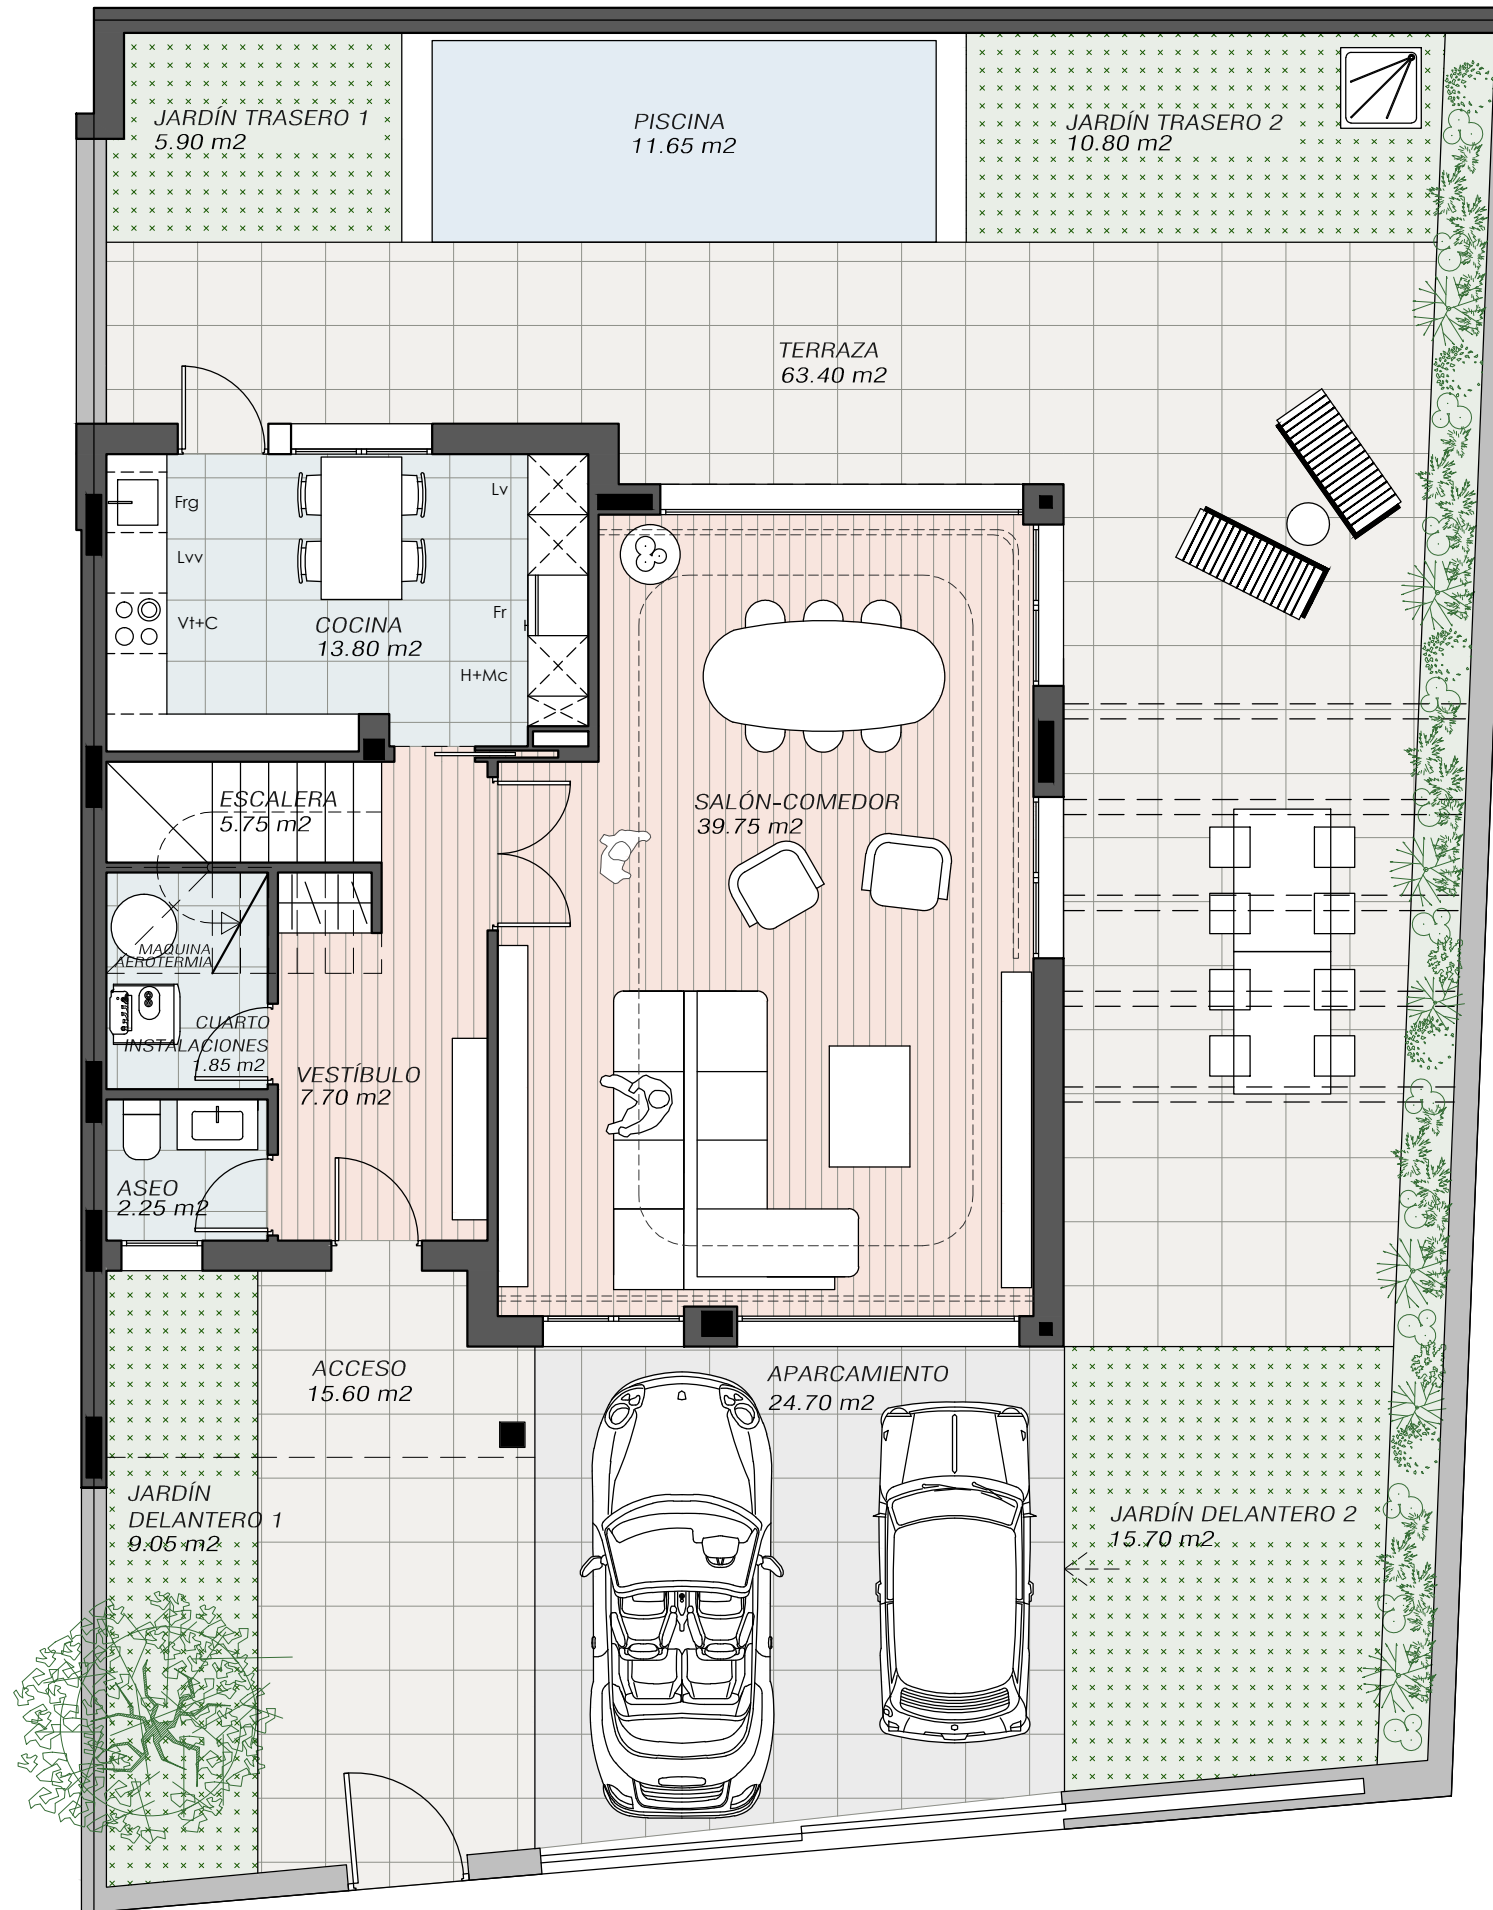 JARDÍN TRASERO 1
5.90 m2
PISCINA
11.65 m2
JARDÍN TRASERO 2
10.80 m2
TERRAZA
63.40 m2
Frg
Lv
Lvv
Vt+C
Fr
COCINA
13.80 m2
H+Mc
ESCALERA
5.75 m2
SALÓN-COMEDOR
39.75 m2
MAQUINA
AEROTERMIA
CUARTO
INSTALACIONES
1.85 m2
VESTÍBULO
7.70 m2
ASEO
2.25 m2
ACCESO
15.60 m2
APARCAMIENTO
24.70 m2
JARDÍN
DELANTERO 1
9.05 m2
JARDÍN DELANTERO 2
15.70 m2